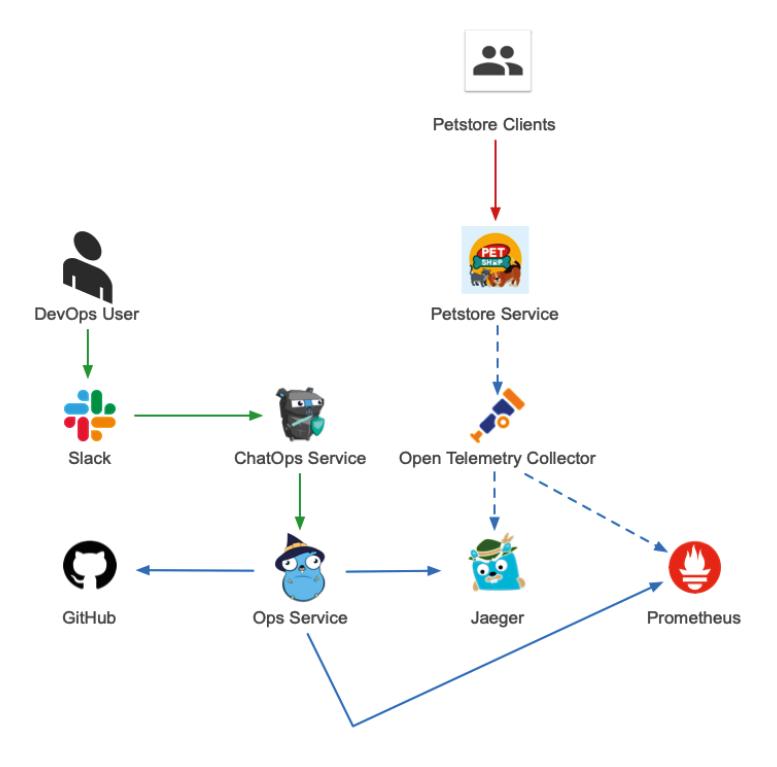 Petstore Clients
PET
SHOP
DevOps User
Petstore Service
Slack
ChatOps Service
Open Telemetry Collector
GitHub
Ops Service
Jaeger
Prometheus